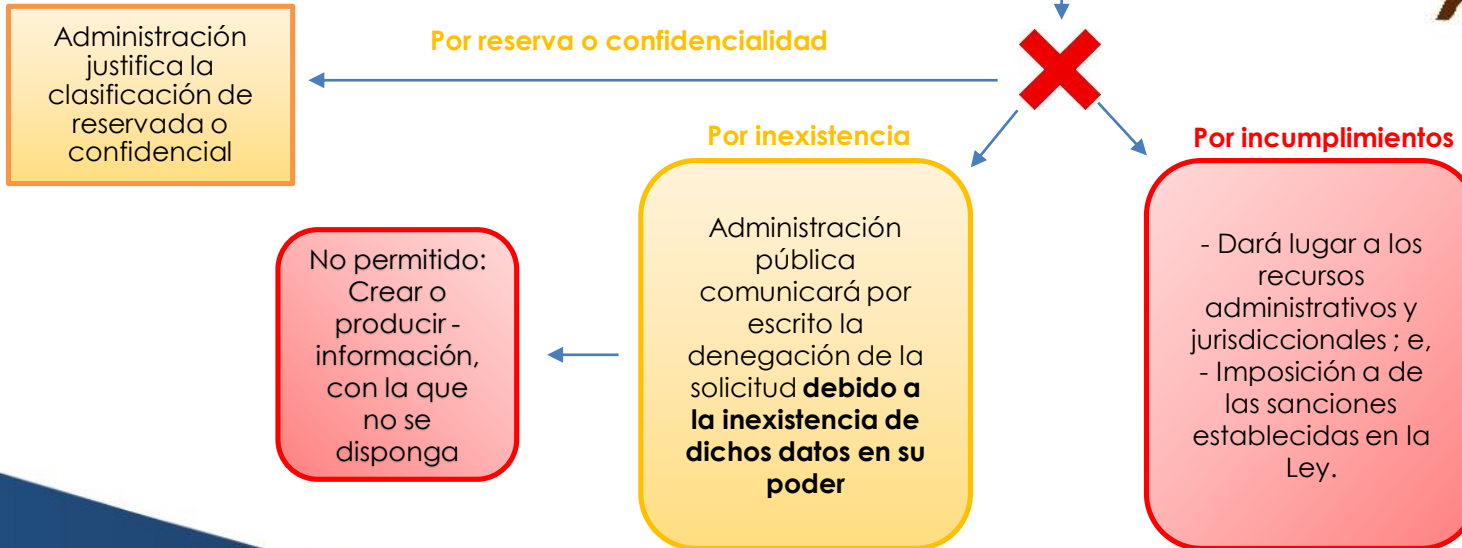 Administración
justifica la
clasificación de
reservada o
confidencial
Por reserva o confidencialidad
Por inexistencia
Por incumplimientos
No permitido:
Crear o
producir -
información,
con la que
no se
disponga
Administración
pública
comunicará por
escrito la
denegación de la
solicitud debido a
la inexistencia de
dichos datos en su
poder
- Dará lugar a los
recursos
administrativos y
jurisdiccionales ; e,
- Imposición a de
las sanciones
establecidas en la
Ley.